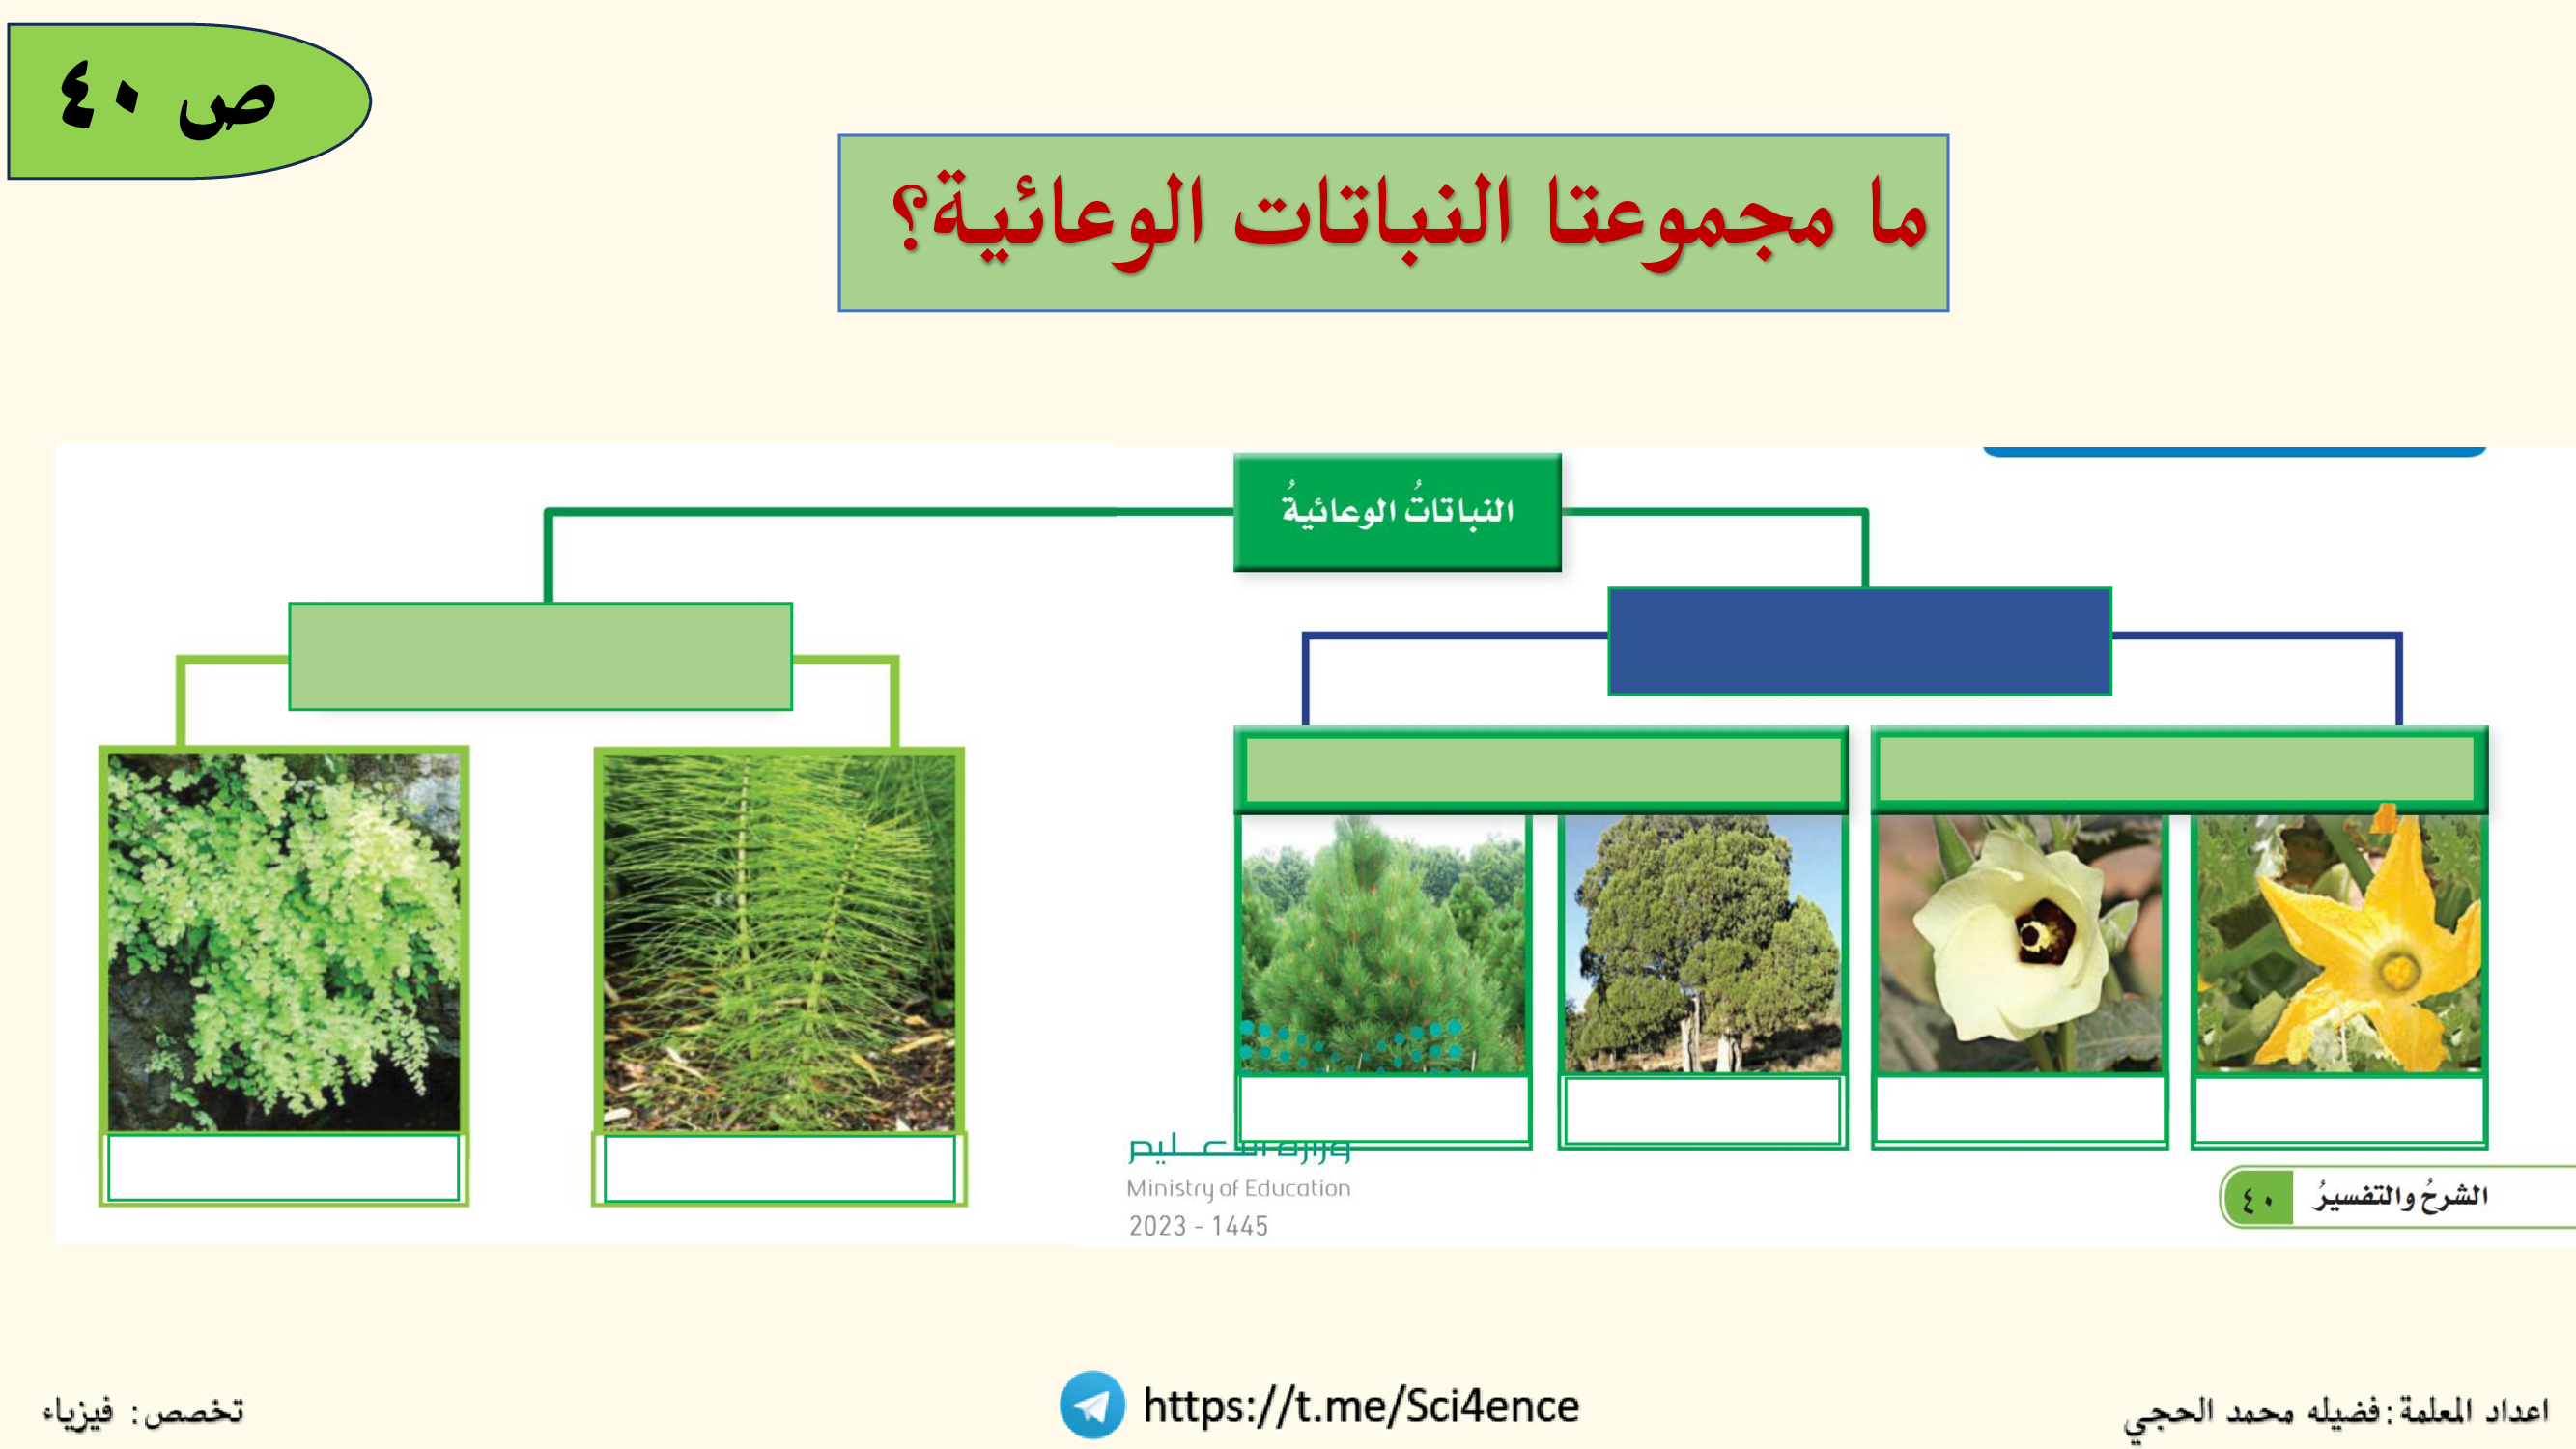 ص ٤٠
ما مجموعتا النباتات الوعائية؟
النباتاتُ الوعائيةُ
وزارة التعليم
Ministry of Education
2023 - 1445
الشرحُ والتفسيرُ ٤٠
اعداد المعلمة:فضيله محمد الحجي
https://t.me/Sci4ence
تخصص: فيزياء